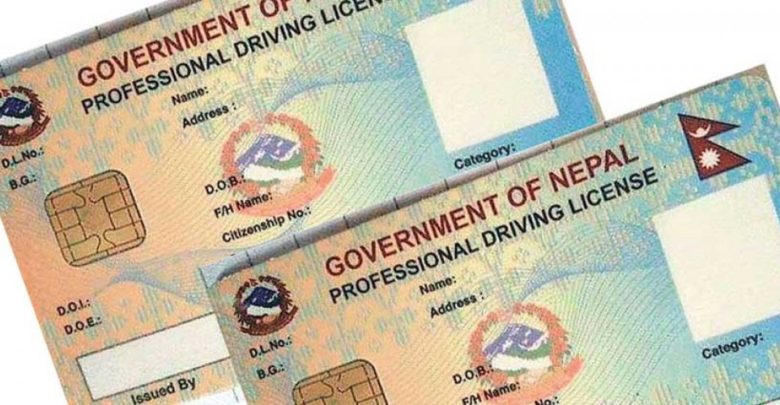 GOVERNMENT OF
PROFESSIONAL DRIVING LICENSE
Name:
Address :
D.L.No.:
B.G.:
D.O.B.:
F/H Name:
Citizenship No.:
Category:
D.O.I.:
D.O.E.:
Issued By
GOVERNMENT OF NEPAL
PROFESSIONAL DRIVING LICENSE
Name:
Address :
D.L.No.:
B.G.:
D.O.B.:
F/H Name:
Category: